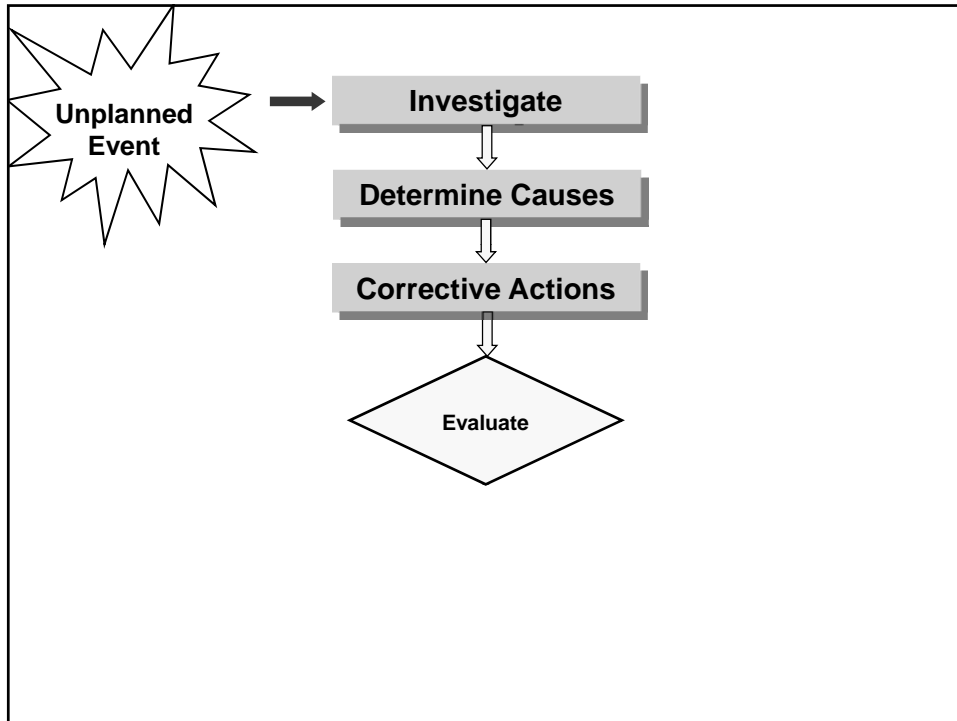 Unplanned
Event
Investigate
Determine Causes
Corrective Actions
Evaluate